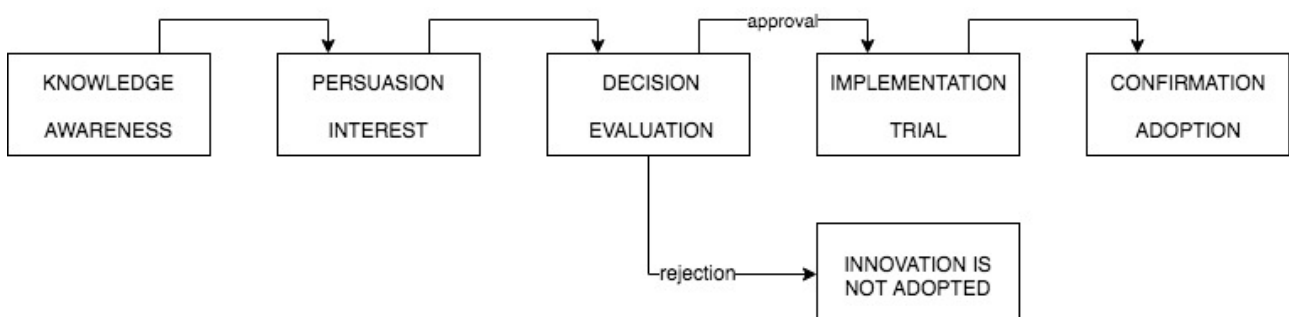 approval
KNOWLEDGE
AWARENESS
PERSUASION
INTEREST
DECISION
EVALUATION
IMPLEMENTATION
TRIAL
CONFIRMATION
ADOPTION
rejection
INNOVATION IS
NOT ADOPTED